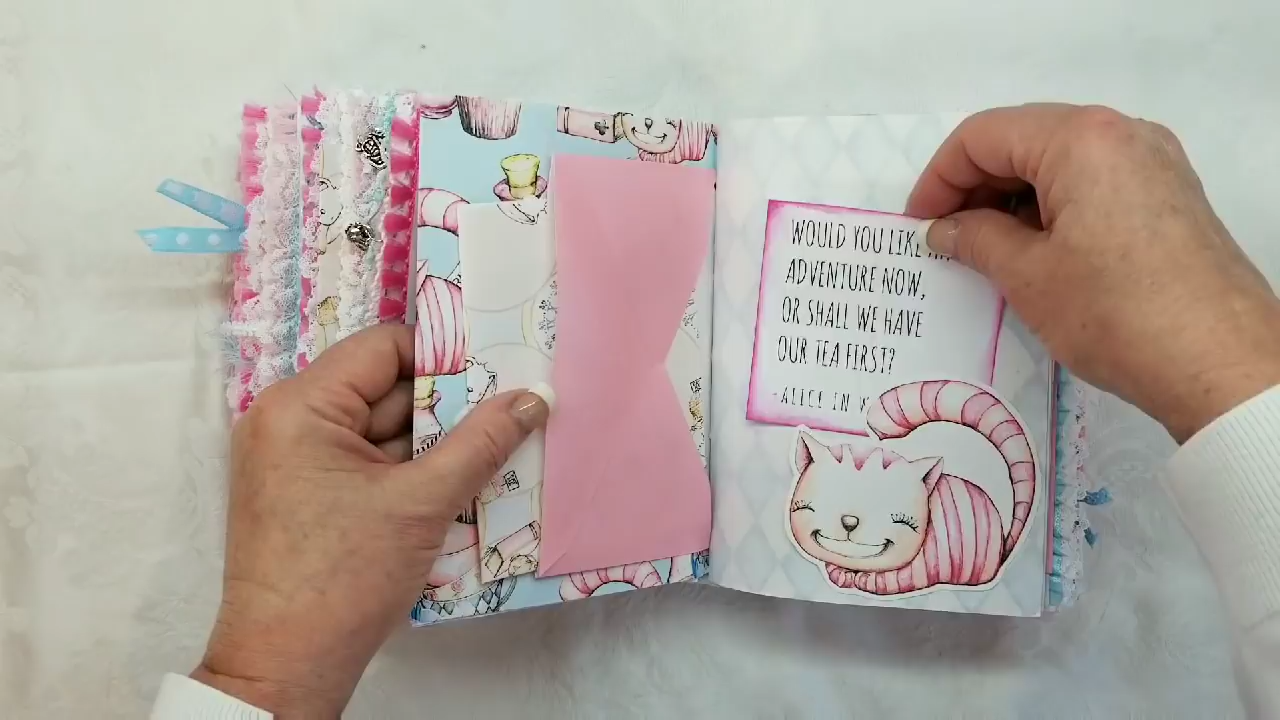 WOULD YOU LIKE
ADVENTURE NOW,
OR SHALL WE HAVE
OUR TEA FIRST?
- ALICE IN